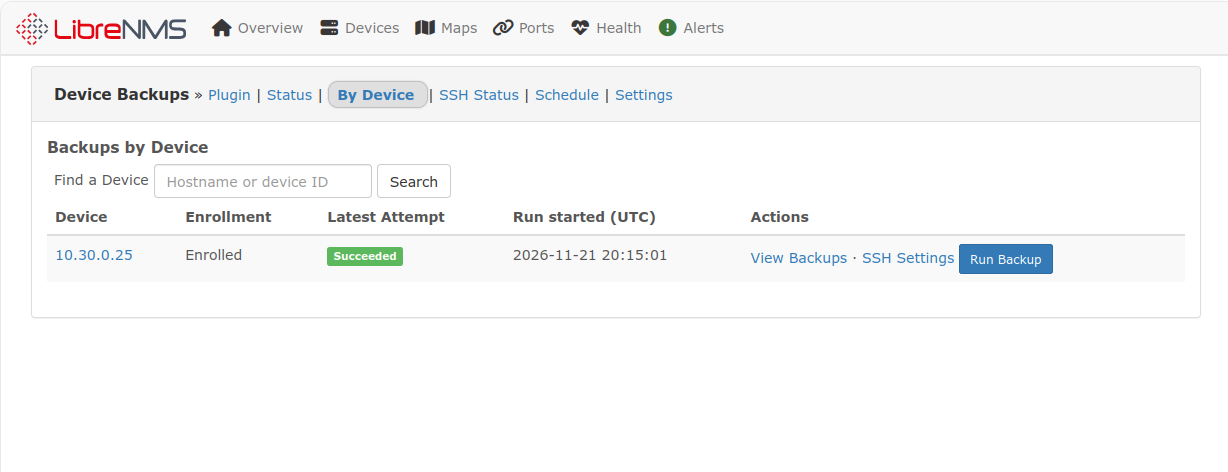 LibreNMS Overview Devices Maps Ports Health Alerts
Device Backups » Plugin | Status | By Device | SSH Status | Schedule | Settings
Backups by Device
Find a Device Hostname or device ID Search
Device Enrollment Latest Attempt Run started (UTC) Actions
10.30.0.25 Enrolled Succeeded 2026-11-21 20:15:01 View Backups · SSH Settings Run Backup